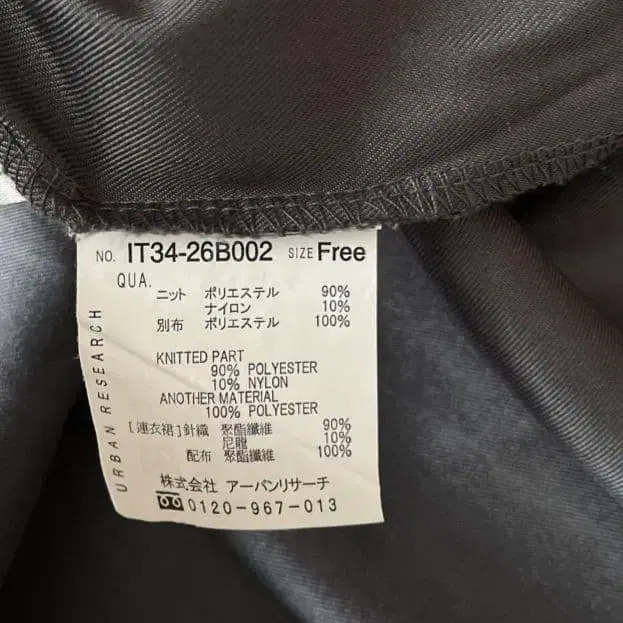 NO. IT34-26B002 SIZE Free
QUA.
ニット ポリエステル 90%
ナイロン 10%
別布 ポリエステル 100%
KNITTED PART
90% POLYESTER
10% NYLON
ANOTHER MATERIAL
100% POLYESTER
[連衣裙]針織 聚酯纖維 90%
尼龍 10%
配布 聚酯纖維 100%
株式会社 アーバンリサーチ
0120-967-013
URBAN RESEARCH